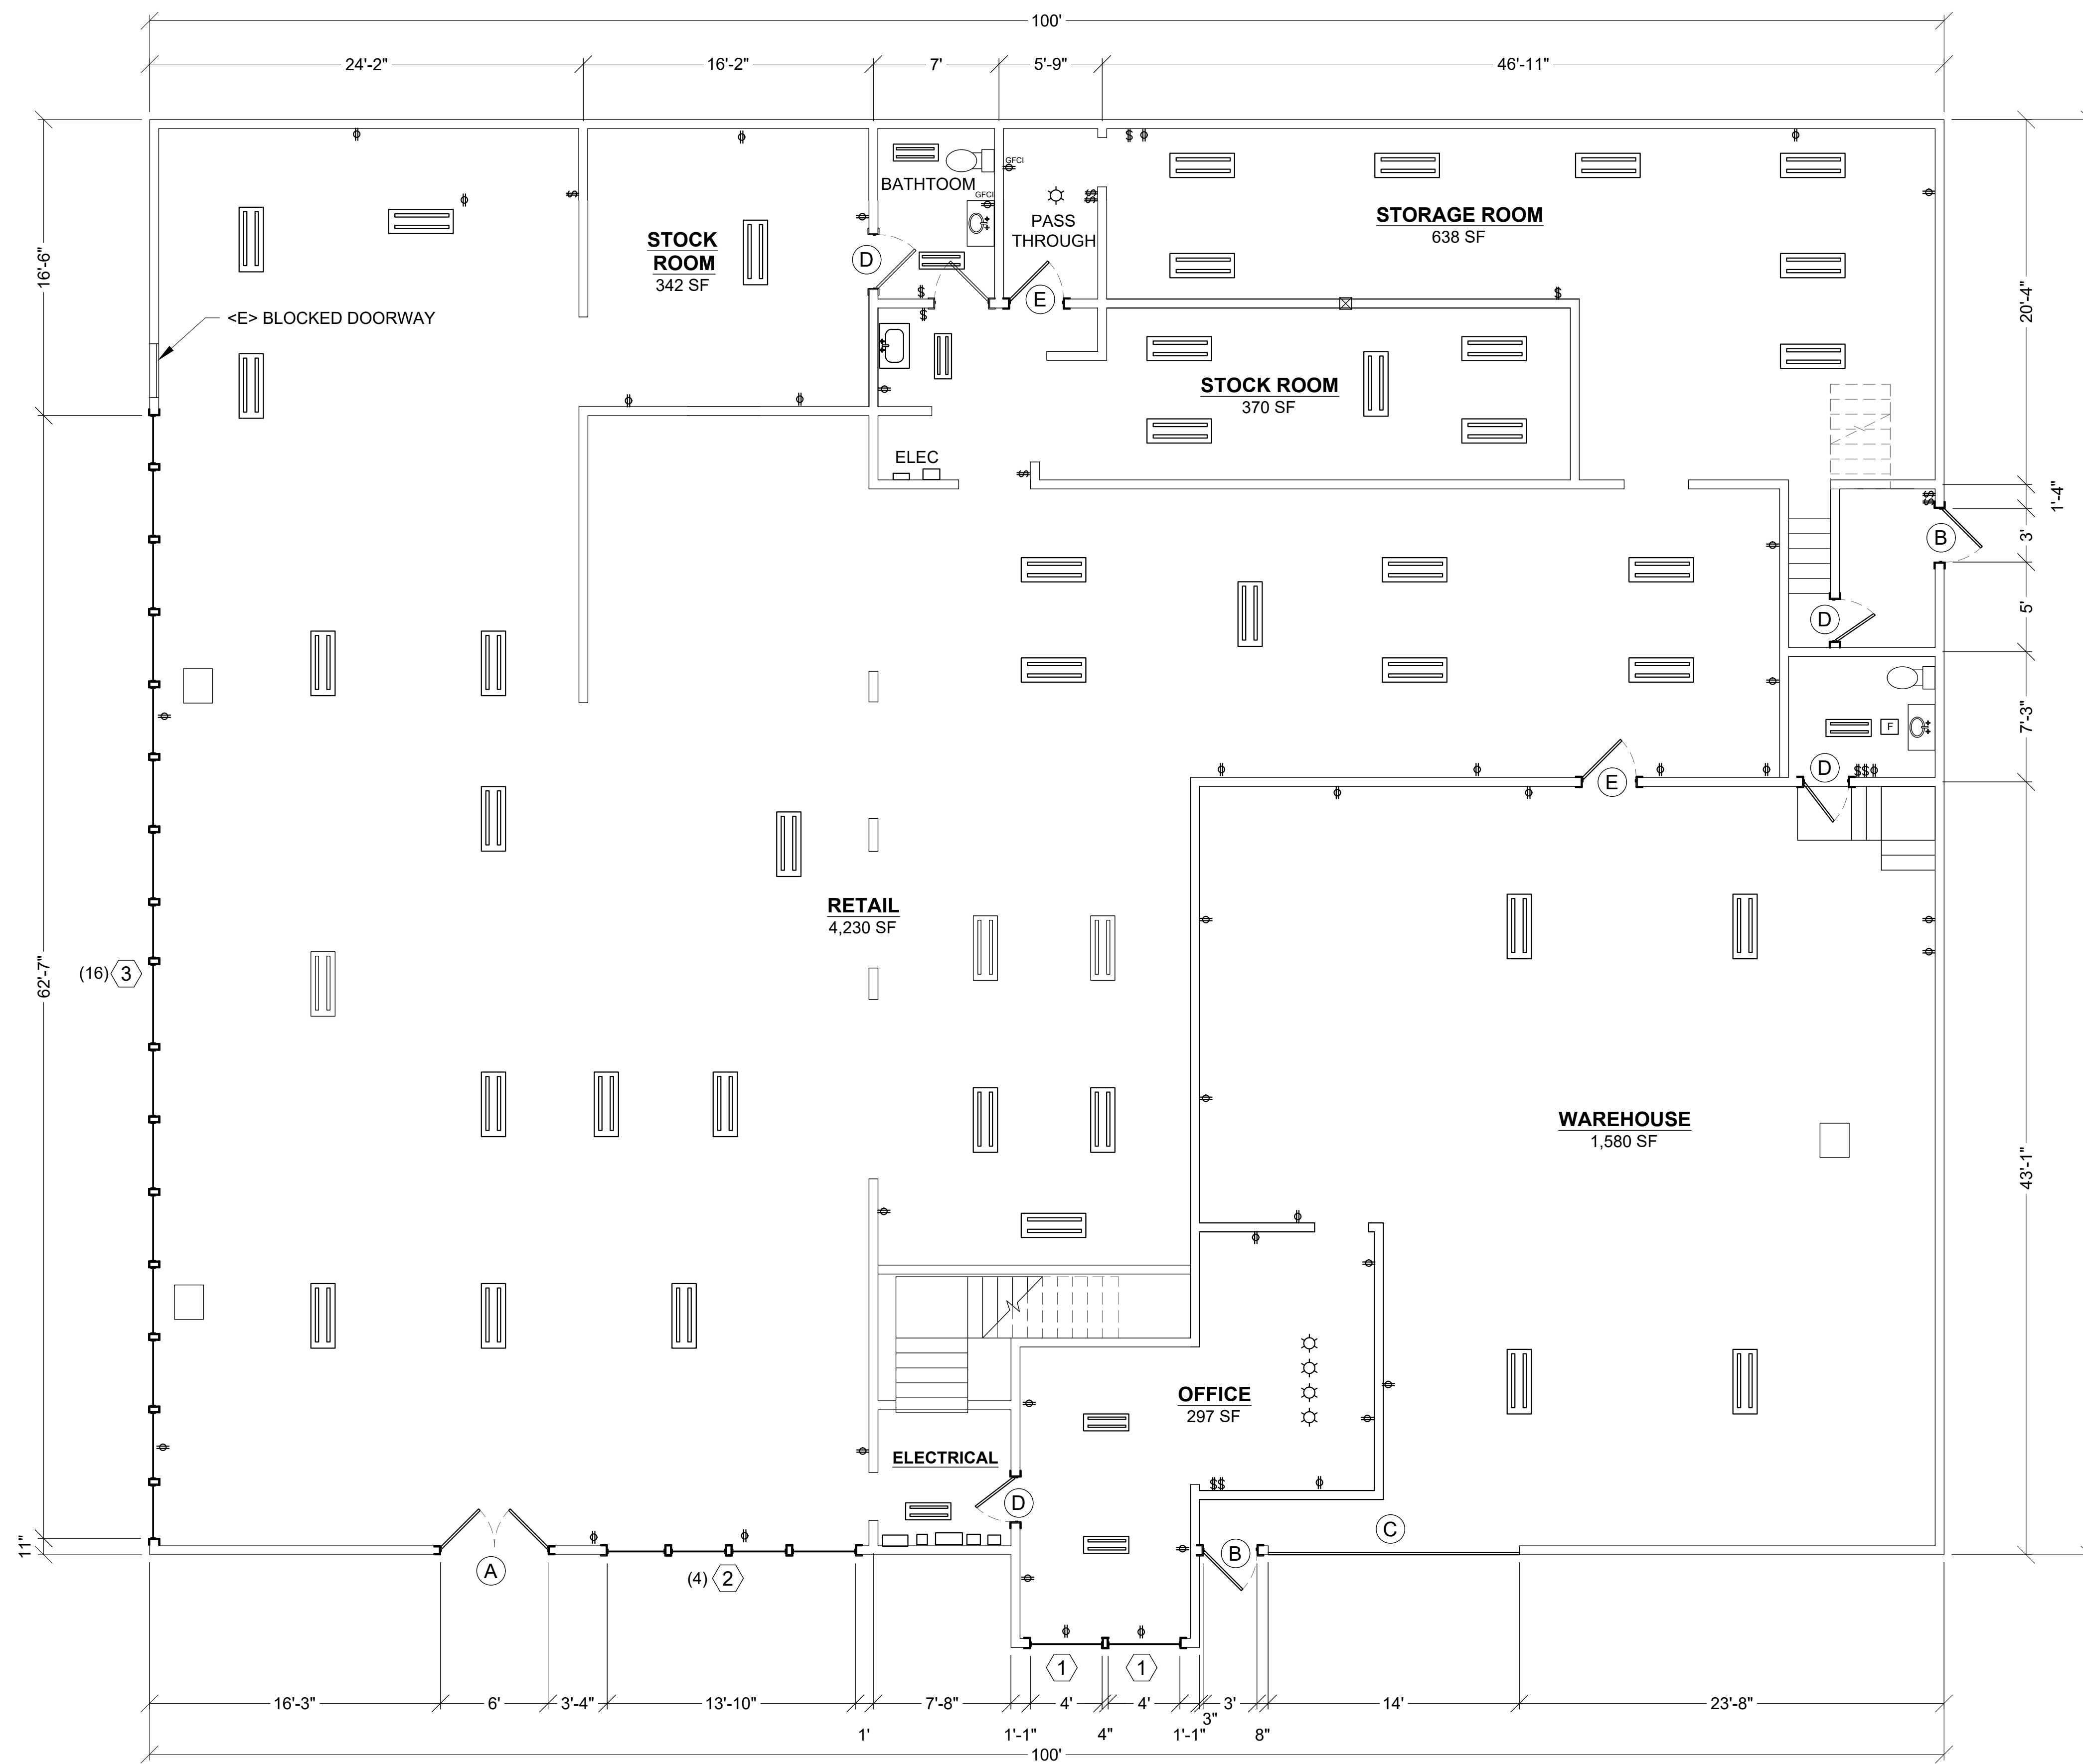 100'
24'-2"
16'-2"
7'
5'-9"
46'-11"
16'-6"
62'-7"
11"
<E> BLOCKED DOORWAY
STOCK
ROOM
342 SF
D
BATHTOOM
GFCI
GFCI
PASS
THROUGH
E
$
$
$
$
$
$
$
STORAGE ROOM
638 SF
$
STOCK ROOM
370 SF
ELEC
$
20'-4"
1'-4"
3'
5'
7'-3"
43'-1"
$$
B
D
F
D
$$
E
RETAIL
4,230 SF
(16) 3
WAREHOUSE
1,580 SF
OFFICE
297 SF
ELECTRICAL
D
$$
C
B
A
(4) 2
1
1
16'-3"
6'
3'-4"
13'-10"
1'
7'-8"
1'-1"
4'
4"
4'
1'-1"
3"
3'
8"
14'
23'-8"
100'